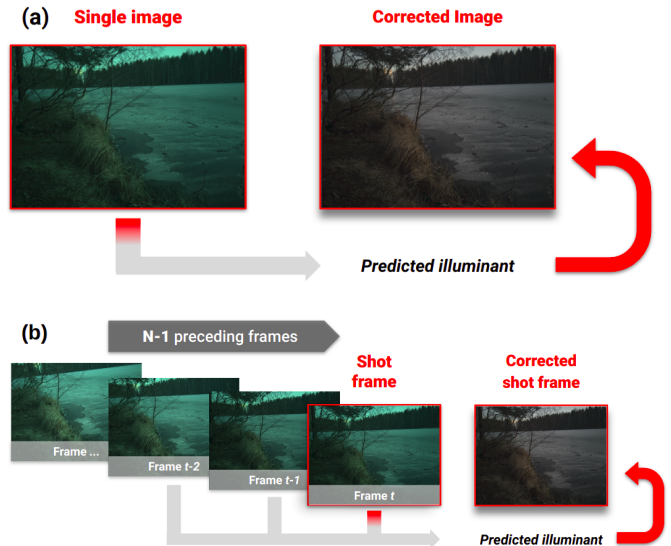 (a)
Single image
Corrected Image
Predicted illuminant
(b)
N-1 preceding frames
Shot
frame
Corrected
shot frame
Frame ...
Frame t-2
Frame t-1
Frame t
Predicted illuminant